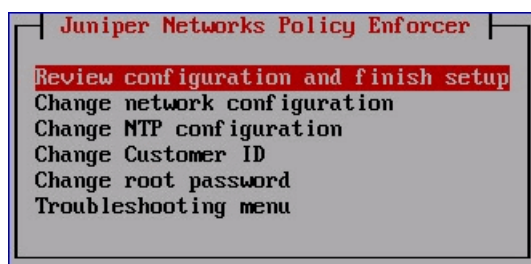 Juniper Networks Policy Enforcer
Review configuration and finish setup
Change network configuration
Change NTP configuration
Change Customer ID
Change root password
Troubleshooting menu